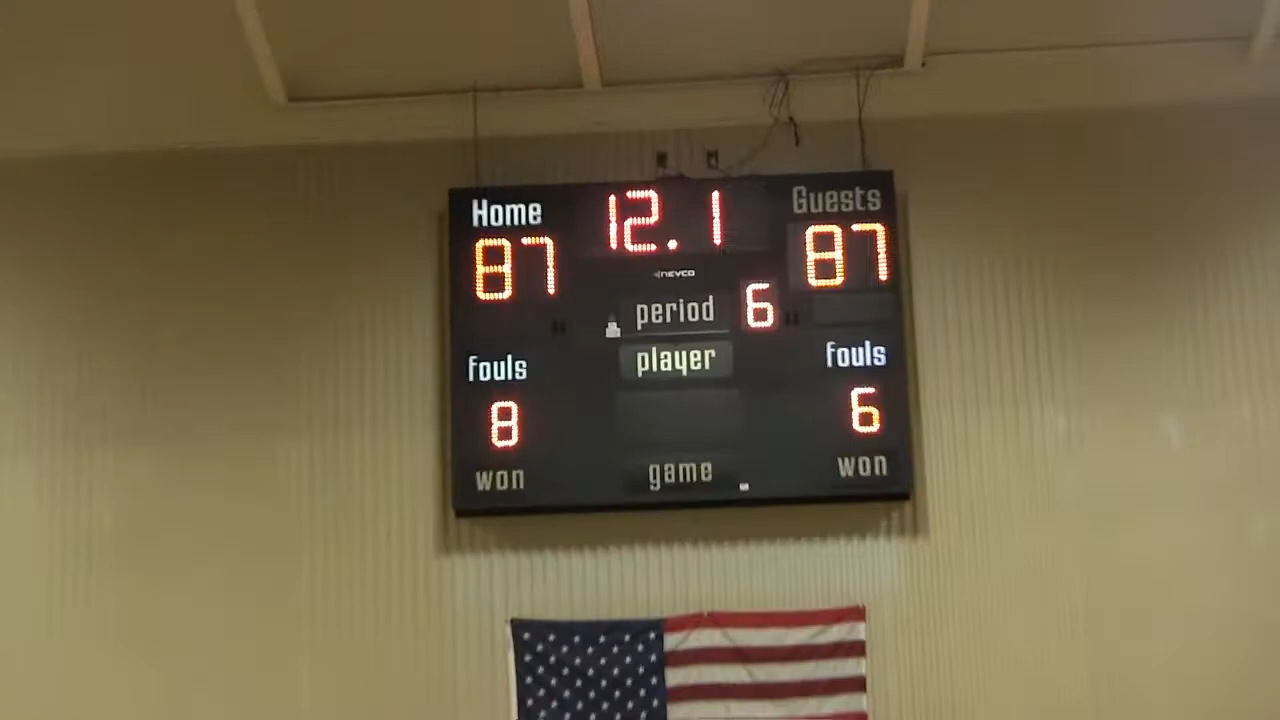 Home 12.1 Guests
87 87
NEVCO
period 6
player
fouls fouls
8 6
won game won